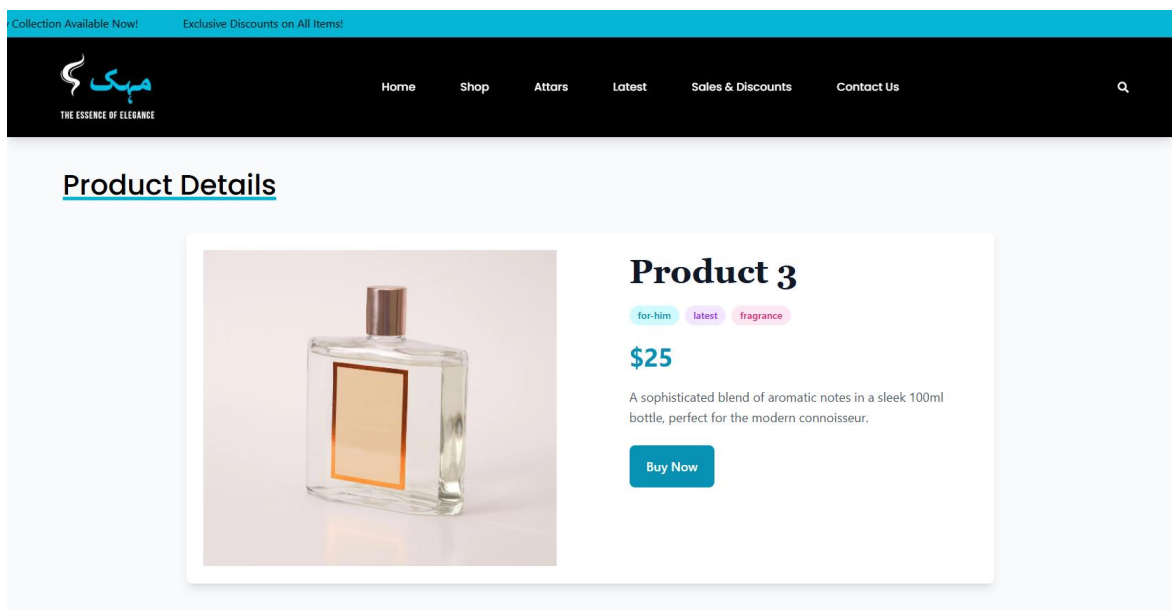 Collection Available Now! Exclusive Discounts on All Items!
مہک
THE ESSENCE OF ELEGANCE
Home Shop Attars Latest Sales & Discounts Contact Us
Product Details
Product 3
for-him latest fragrance
$25
A sophisticated blend of aromatic notes in a sleek 100ml
bottle, perfect for the modern connoisseur.
Buy Now